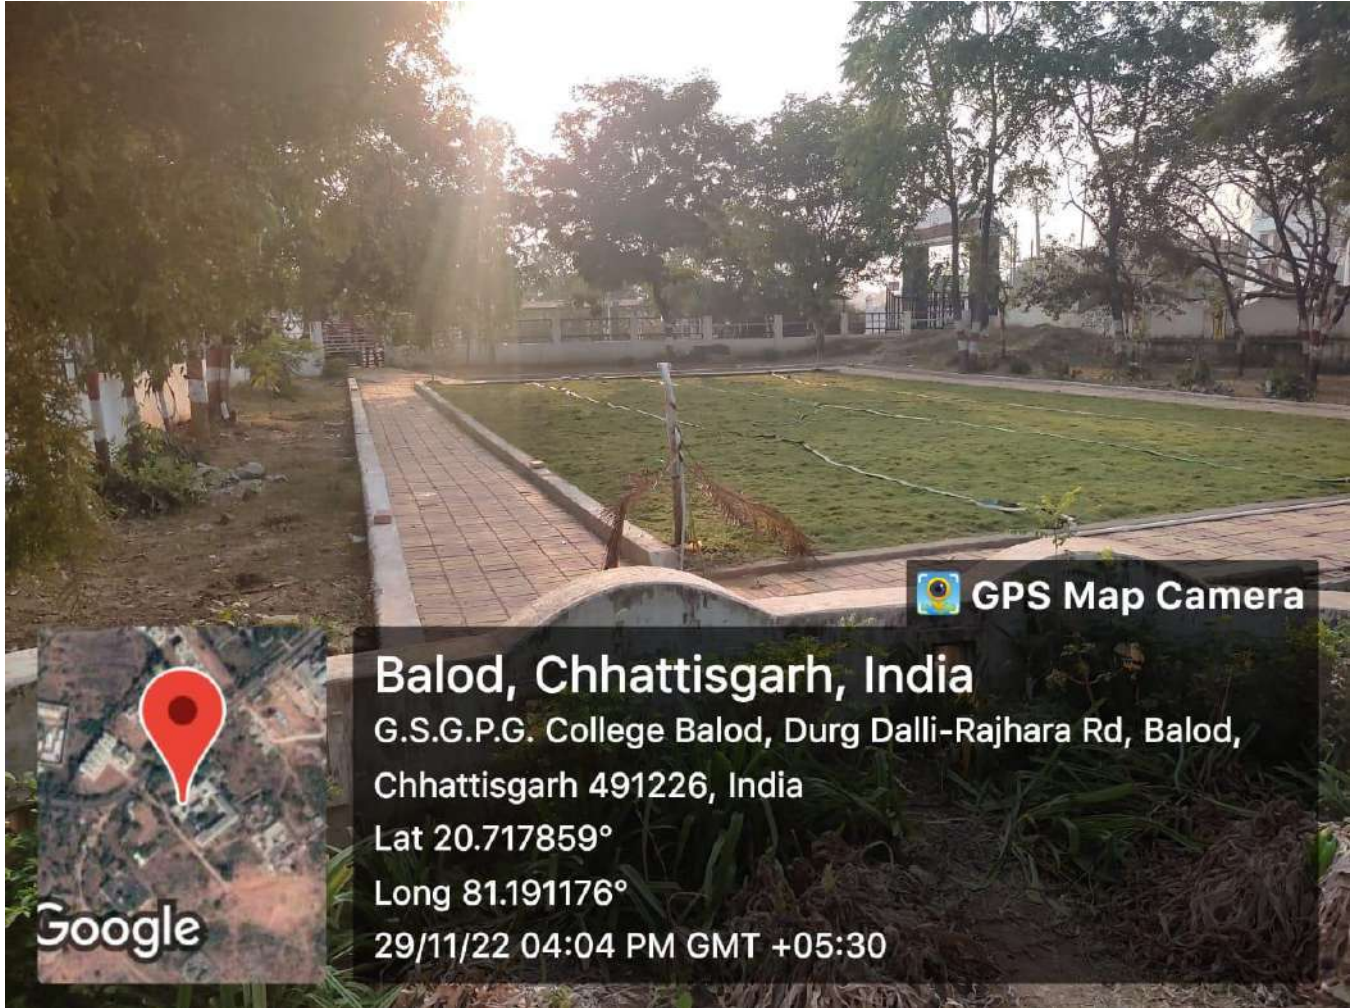 GPS Map Camera
Balod, Chhattisgarh, India
G.S.G.P.G. College Balod, Durg Dalli-Rajhara Rd, Balod,
Chhattisgarh 491226, India
Lat 20.717859°
Long 81.191176°
29/11/22 04:04 PM GMT +05:30
Google